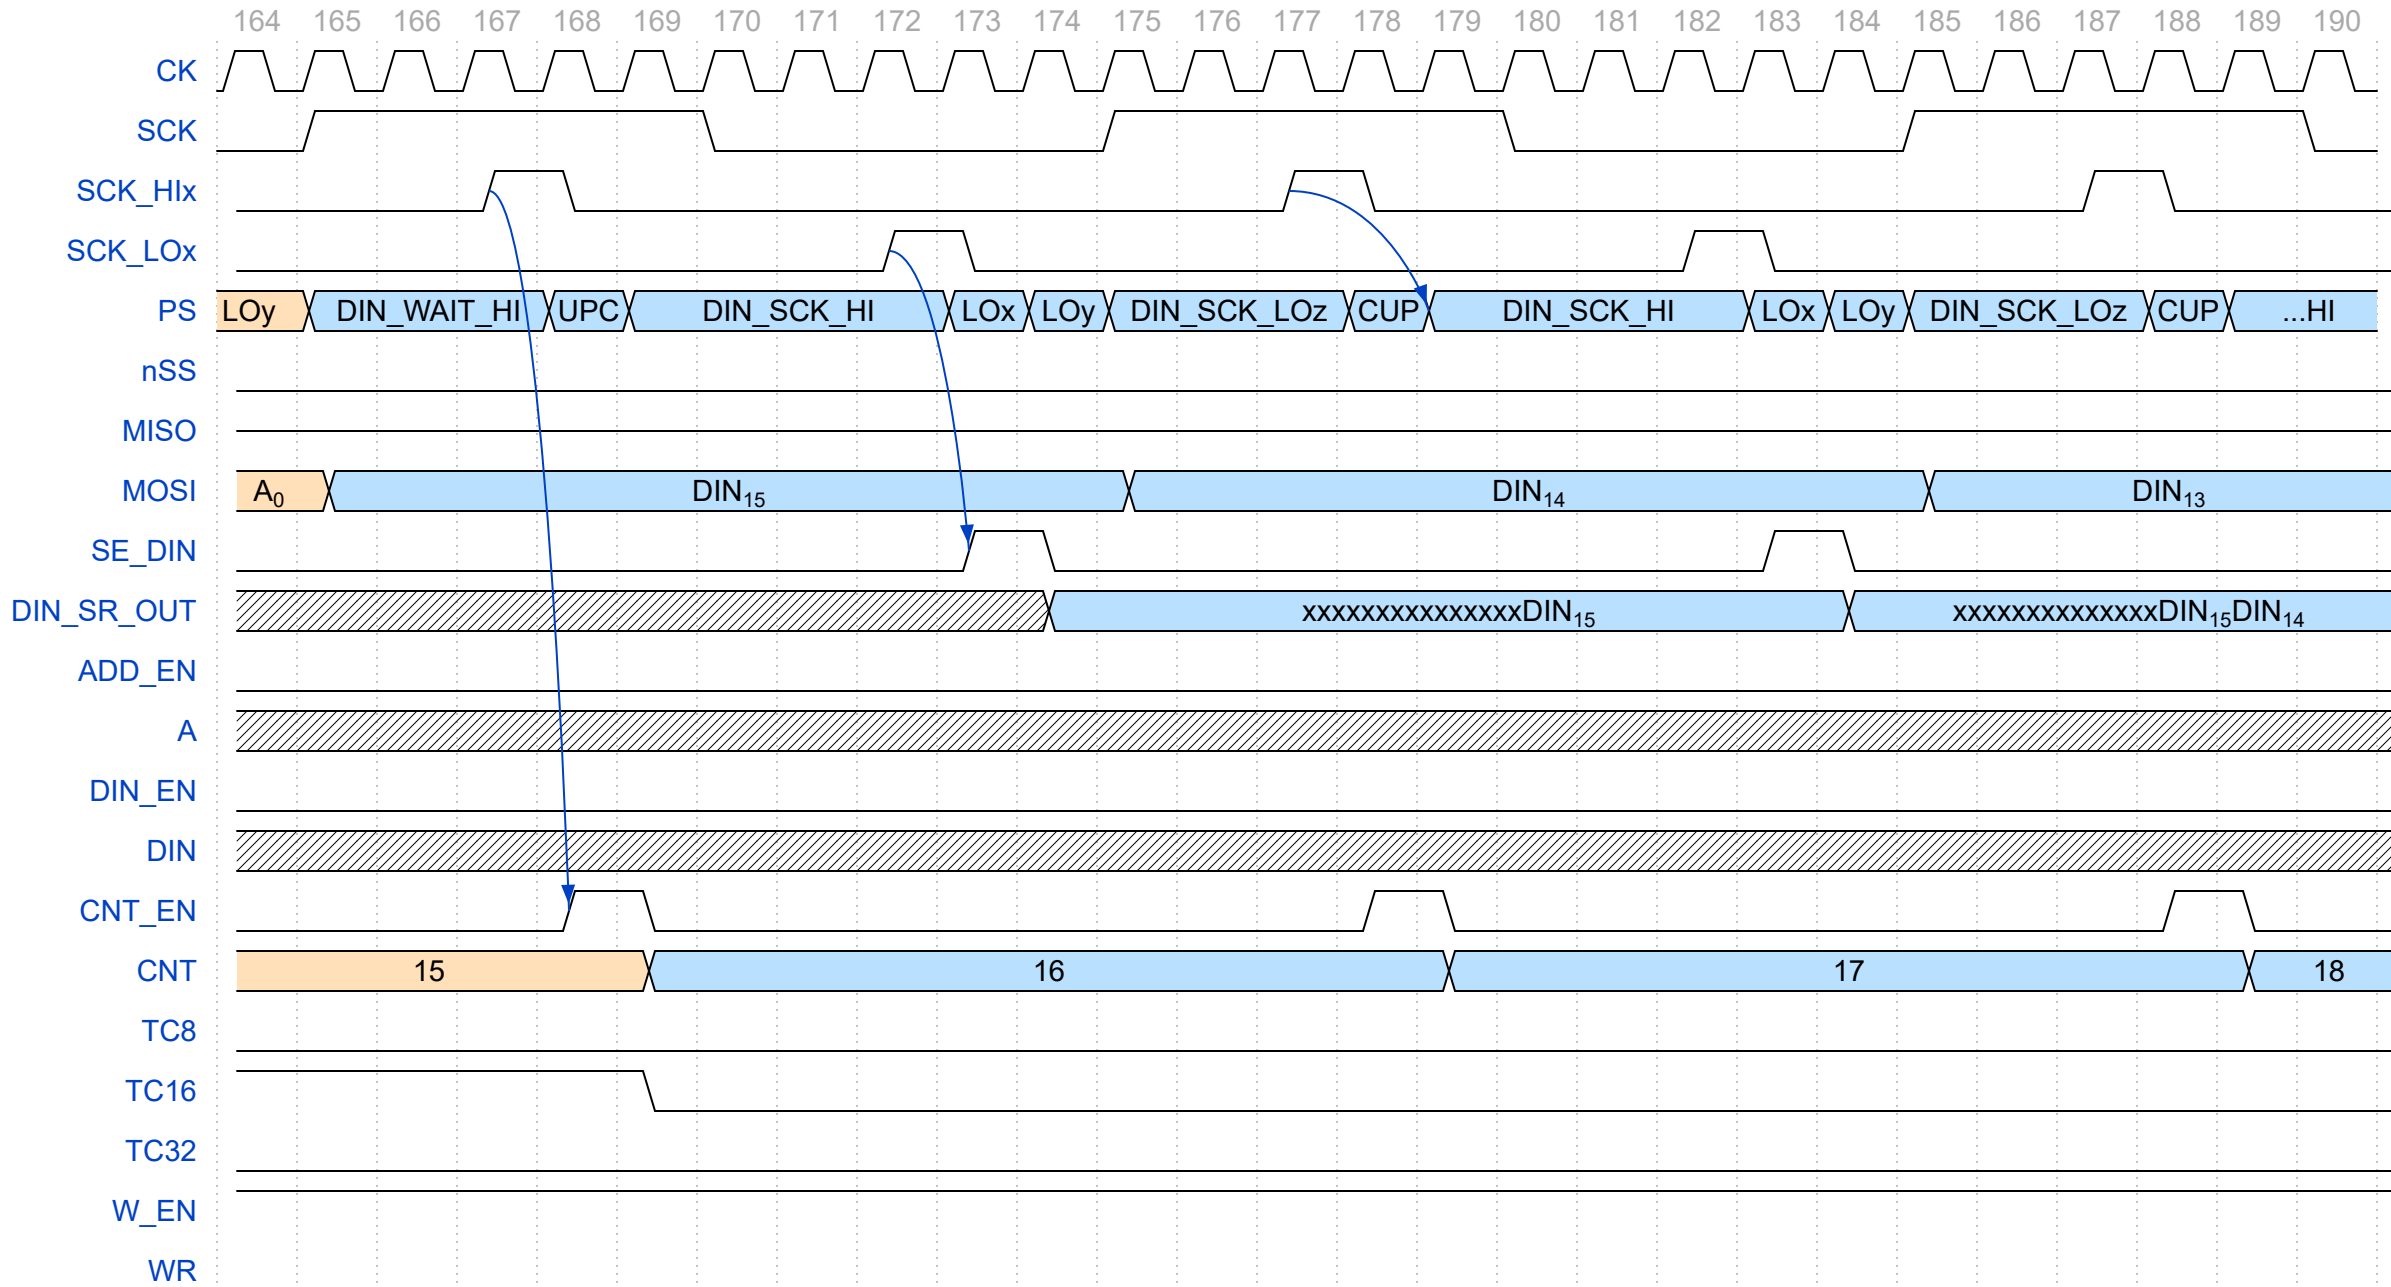 164 165 166 167 168 169 170 171 172 173 174 175 176 177 178 179 180 181 182 183 184 185 186 187 188 189 190
CK
SCK
SCK_HIx
SCK_LOx
PS LOy DIN_WAIT_HI UPC DIN_SCK_HI LOx LOy DIN_SCK_LOz CUP DIN_SCK_HI LOx LOy DIN_SCK_LOz CUP ...HI
nSS
MISO
MOSI A0 DIN15 DIN14 DIN13
SE_DIN
DIN_SR_OUT xxxxxxxxxxxxxxxDIN15 xxxxxxxxxxxxxxDIN15DIN14
ADD_EN
A
DIN_EN
DIN
CNT_EN
CNT 15 16 17 18
TC8
TC16
TC32
W_EN
WR